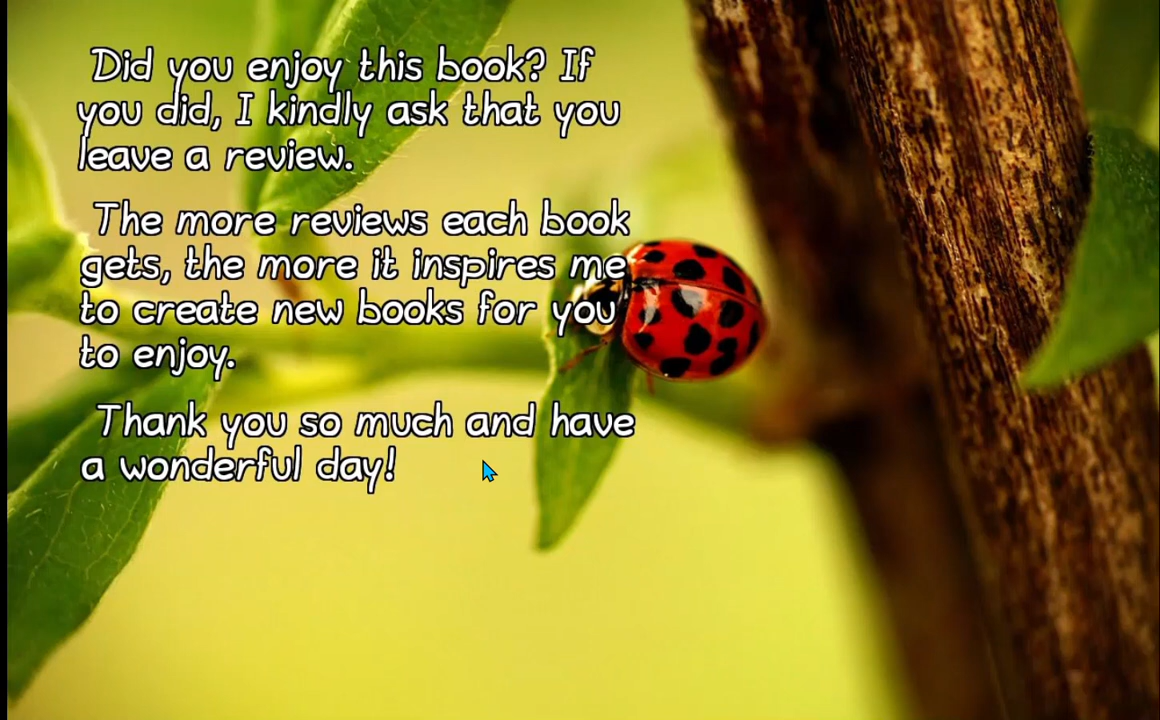 Did you enjoy this book? If
you did, I kindly ask that you
leave a review.
The more reviews each book
gets, the more it inspires me
to create new books for you
to enjoy.
Thank you so much and have
a wonderful day!